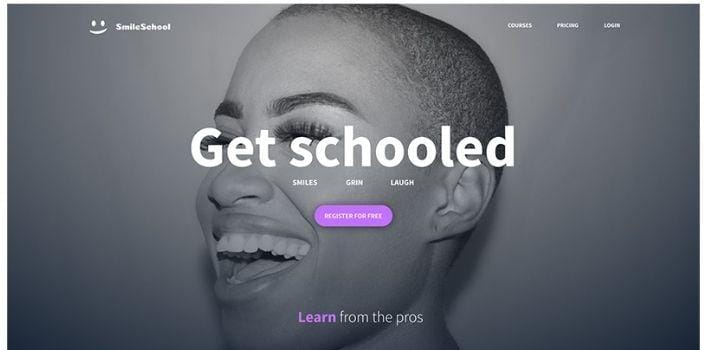 SmileSchool
COURSES PRICING LOGIN
Get schooled
SMILES GRIN LAUGH
REGISTER FOR FREE
Learn from the pros